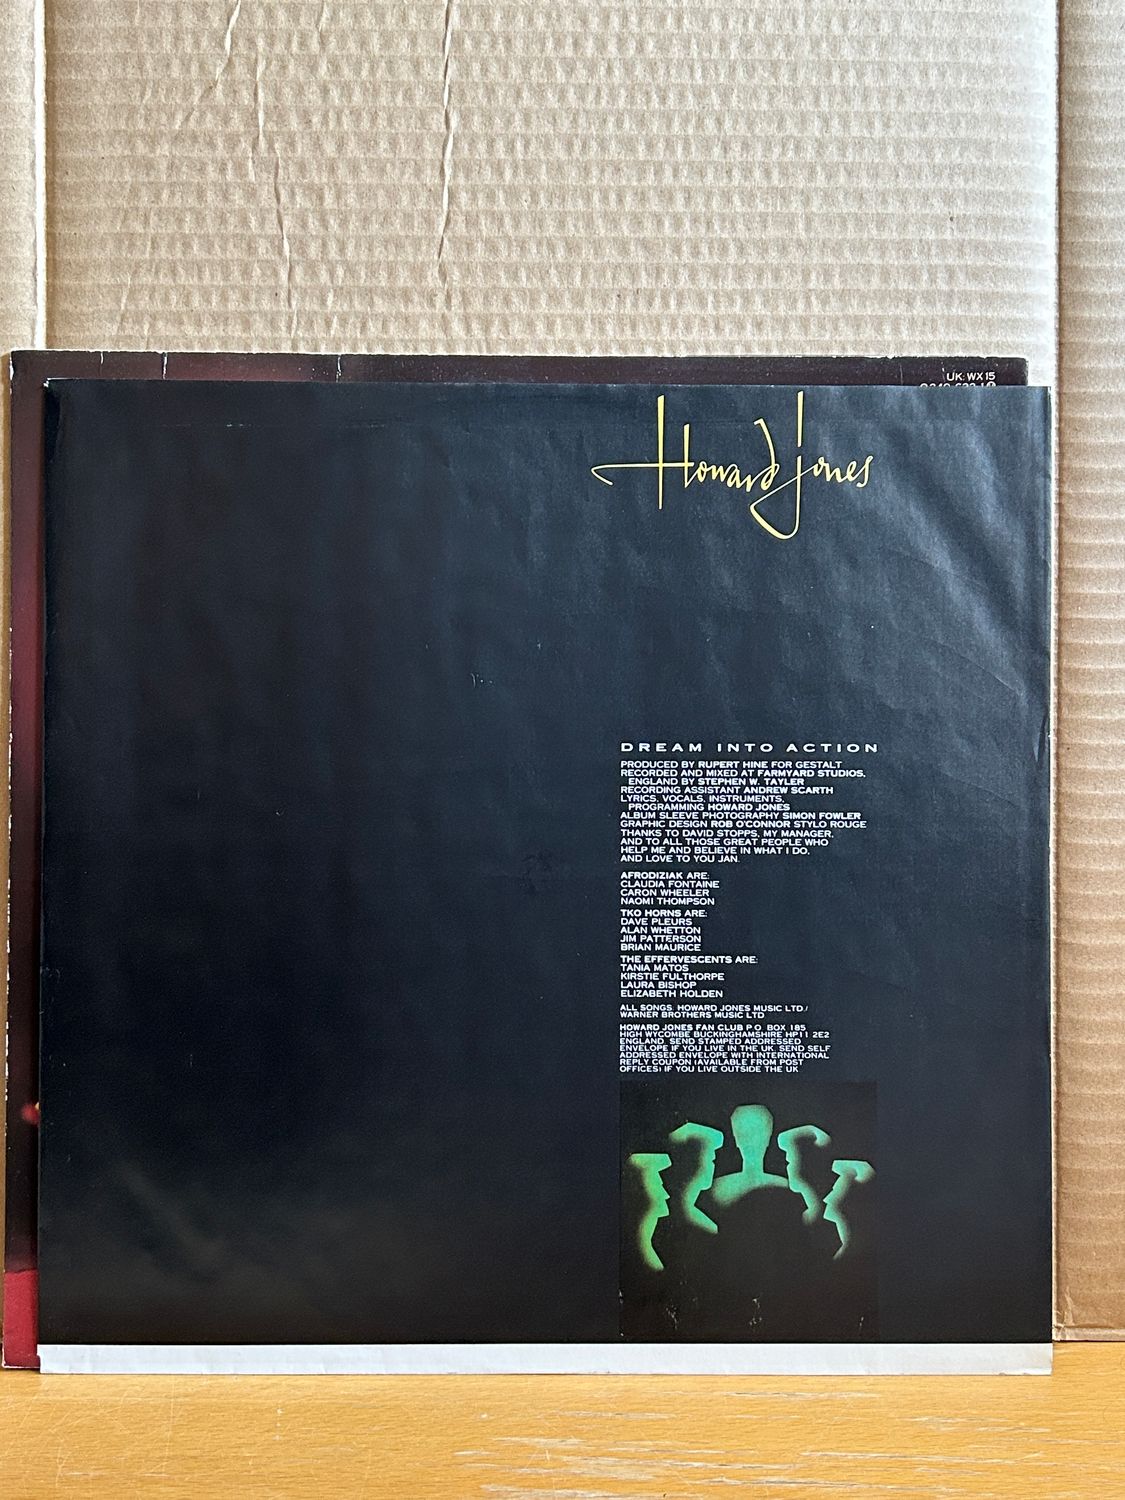 UK: WX 15
Howard Jones
DREAM INTO ACTION
PRODUCED BY RUPERT HINE FOR GESTALT
RECORDED AND MIXED AT FARMYARD STUDIOS,
ENGLAND BY STEPHEN W. TAYLER
RECORDING ASSISTANT ANDREW SCARTH
LYRICS, VOCALS, INSTRUMENTS,
PROGRAMMING HOWARD JONES
ALBUM SLEEVE PHOTOGRAPHY SIMON FOWLER
GRAPHIC DESIGN ROB O'CONNOR STYLO ROUGE
THANKS TO DAVID STOPPS, MY MANAGER,
AND TO ALL THOSE GREAT PEOPLE WHO
HELP ME AND BELIEVE IN WHAT I DO,
AND LOVE TO YOU JAN.
AFRODIZIAK ARE:
CLAUDIA FONTAINE
CARON WHEELER
NAOMI THOMPSON
TKO HORNS ARE:
DAVE PLEURS
ALAN WHETTON
JIM PATTERSON
BRIAN MAURICE
THE EFFERVESCENTS ARE:
TANIA MATOS
KIRSTIE FULTHORPE
LAURA BISHOP
ELIZABETH HOLDEN
ALL SONGS: HOWARD JONES MUSIC LTD./
WARNER BROTHERS MUSIC LTD
HOWARD JONES FAN CLUB P.O. BOX 185
HIGH WYCOMBE BUCKINGHAMSHIRE HP11 2E2
ENGLAND. SEND STAMPED ADDRESSED
ENVELOPE IF YOU LIVE IN THE UK. SEND SELF
ADDRESSED ENVELOPE WITH INTERNATIONAL
REPLY COUPON (AVAILABLE FROM POST
OFFICES) IF YOU LIVE OUTSIDE THE UK